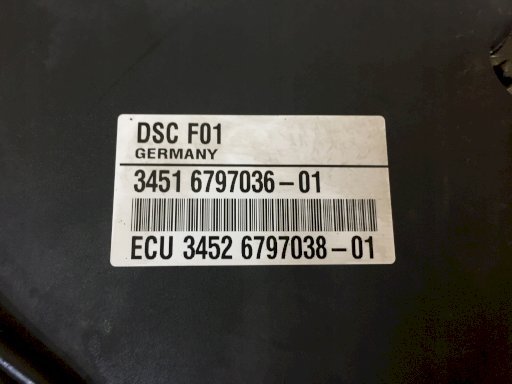 DSC F01
GERMANY
3451 6797036-01
ECU 3452 6797038-01